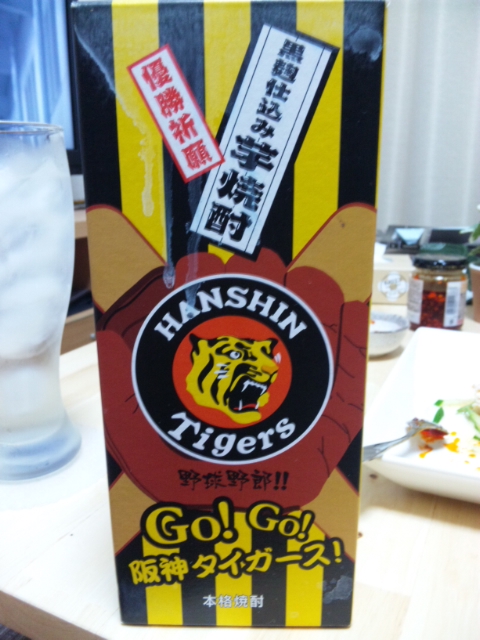 黒麹仕込み芋焼酎
優勝祈願
HANSHIN
Tigers
野球野郎!!
Go! Go!
阪神タイガース!
本格焼酎